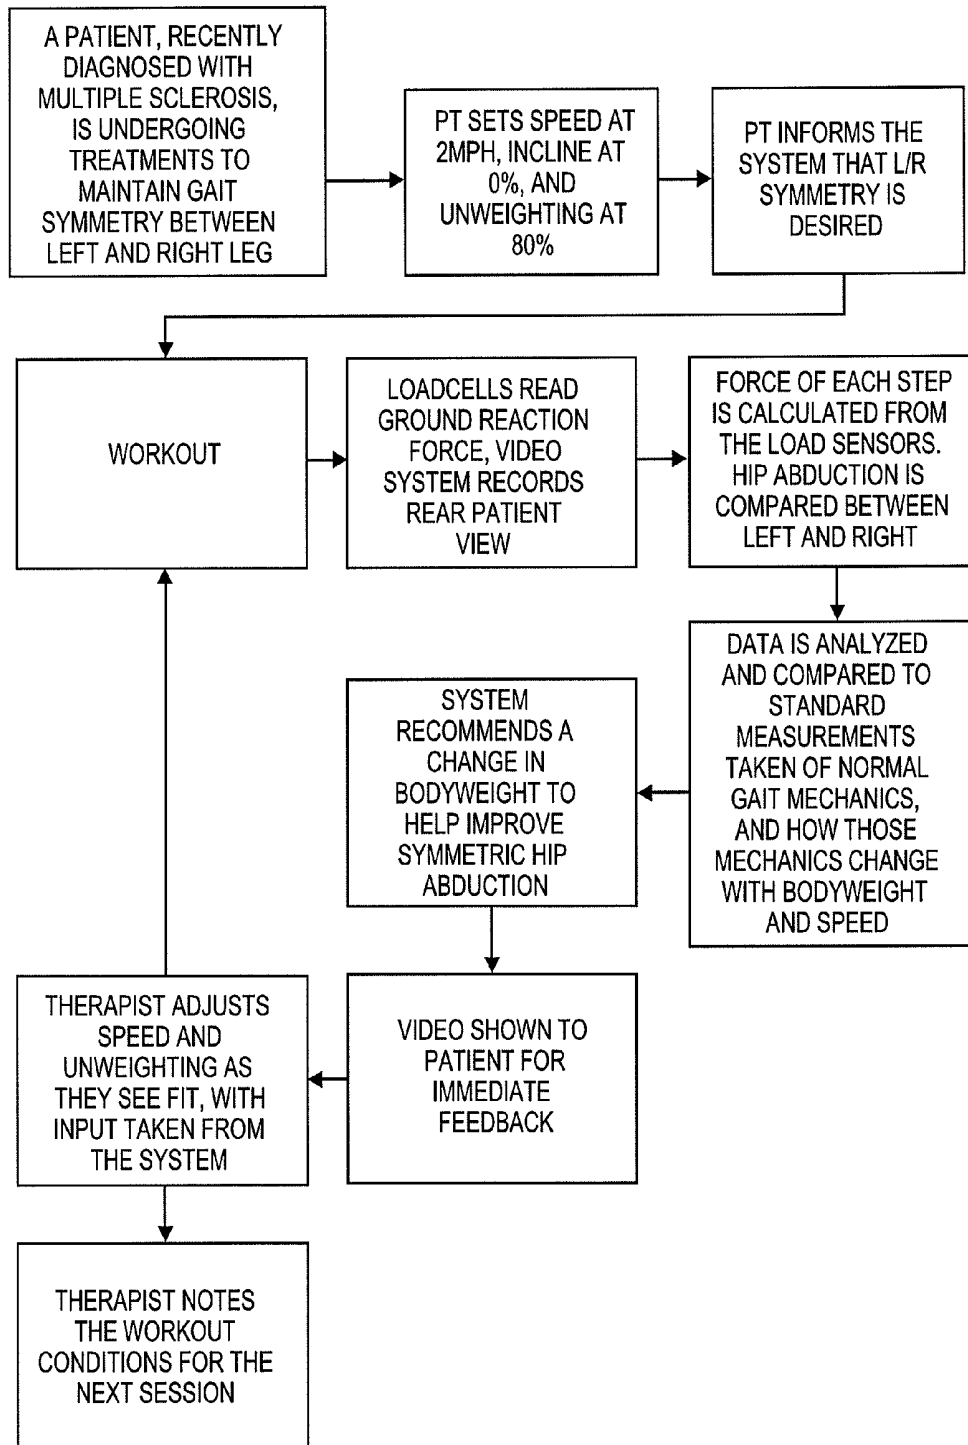 A PATIENT, RECENTLY
DIAGNOSED WITH
MULTIPLE SCLEROSIS,
IS UNDERGOING
TREATMENTS TO
MAINTAIN GAIT
SYMMETRY BETWEEN
LEFT AND RIGHT LEG
PT SETS SPEED AT
2MPH, INCLINE AT
0%, AND
UNWEIGHTING AT
80%
PT INFORMS THE
SYSTEM THAT L/R
SYMMETRY IS
DESIRED
WORKOUT
LOADCELLS READ
GROUND REACTION
FORCE, VIDEO
SYSTEM RECORDS
REAR PATIENT
VIEW
FORCE OF EACH STEP
IS CALCULATED FROM
THE LOAD SENSORS.
HIP ABDUCTION IS
COMPARED BETWEEN
LEFT AND RIGHT
DATA IS ANALYZED
AND COMPARED TO
STANDARD
MEASUREMENTS
TAKEN OF NORMAL
GAIT MECHANICS,
AND HOW THOSE
MECHANICS CHANGE
WITH BODYWEIGHT
AND SPEED
SYSTEM
RECOMMENDS A
CHANGE IN
BODYWEIGHT TO
HELP IMPROVE
SYMMETRIC HIP
ABDUCTION
VIDEO SHOWN TO
PATIENT FOR
IMMEDIATE
FEEDBACK
THERAPIST ADJUSTS
SPEED AND
UNWEIGHTING AS
THEY SEE FIT, WITH
INPUT TAKEN FROM
THE SYSTEM
THERAPIST NOTES
THE WORKOUT
CONDITIONS FOR THE
NEXT SESSION